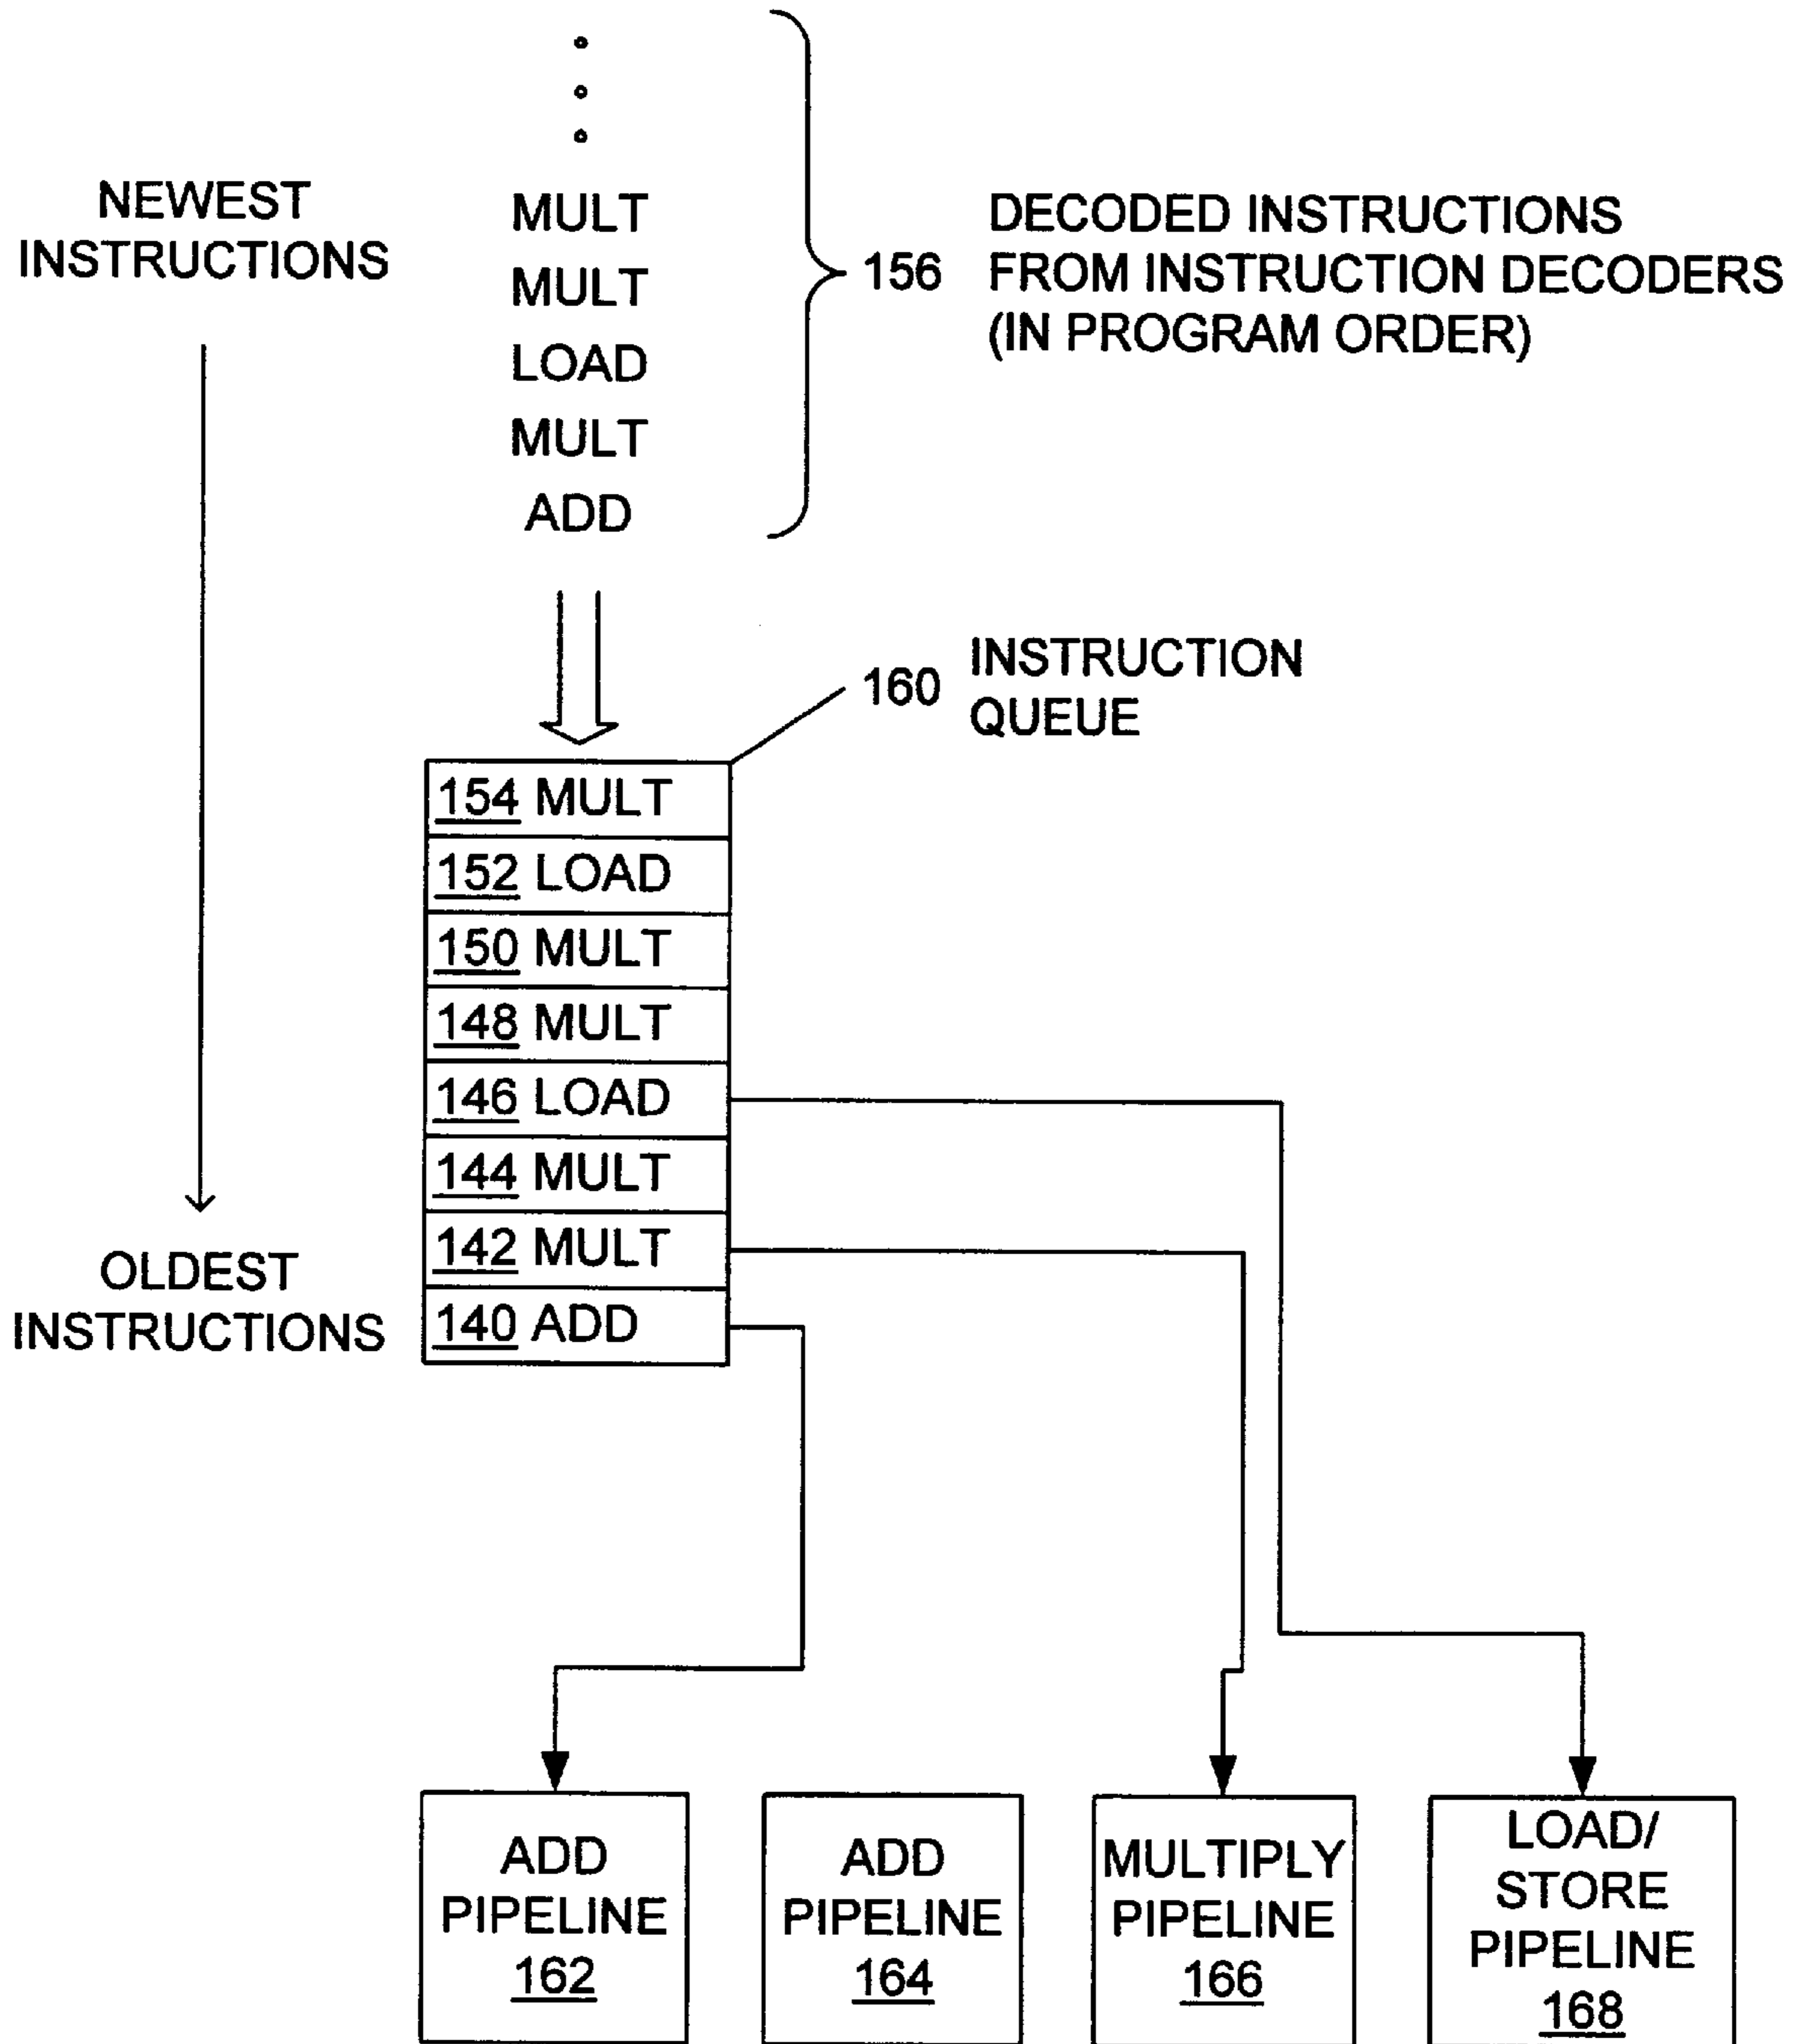 NEWEST
INSTRUCTIONS
MULT
MULT
LOAD
MULT
ADD
156
DECODED INSTRUCTIONS
FROM INSTRUCTION DECODERS
(IN PROGRAM ORDER)
160
INSTRUCTION
QUEUE
154 MULT
152 LOAD
150 MULT
148 MULT
146 LOAD
144 MULT
142 MULT
140 ADD
OLDEST
INSTRUCTIONS
ADD
PIPELINE
162
ADD
PIPELINE
164
MULTIPLY
PIPELINE
166
LOAD/
STORE
PIPELINE
168